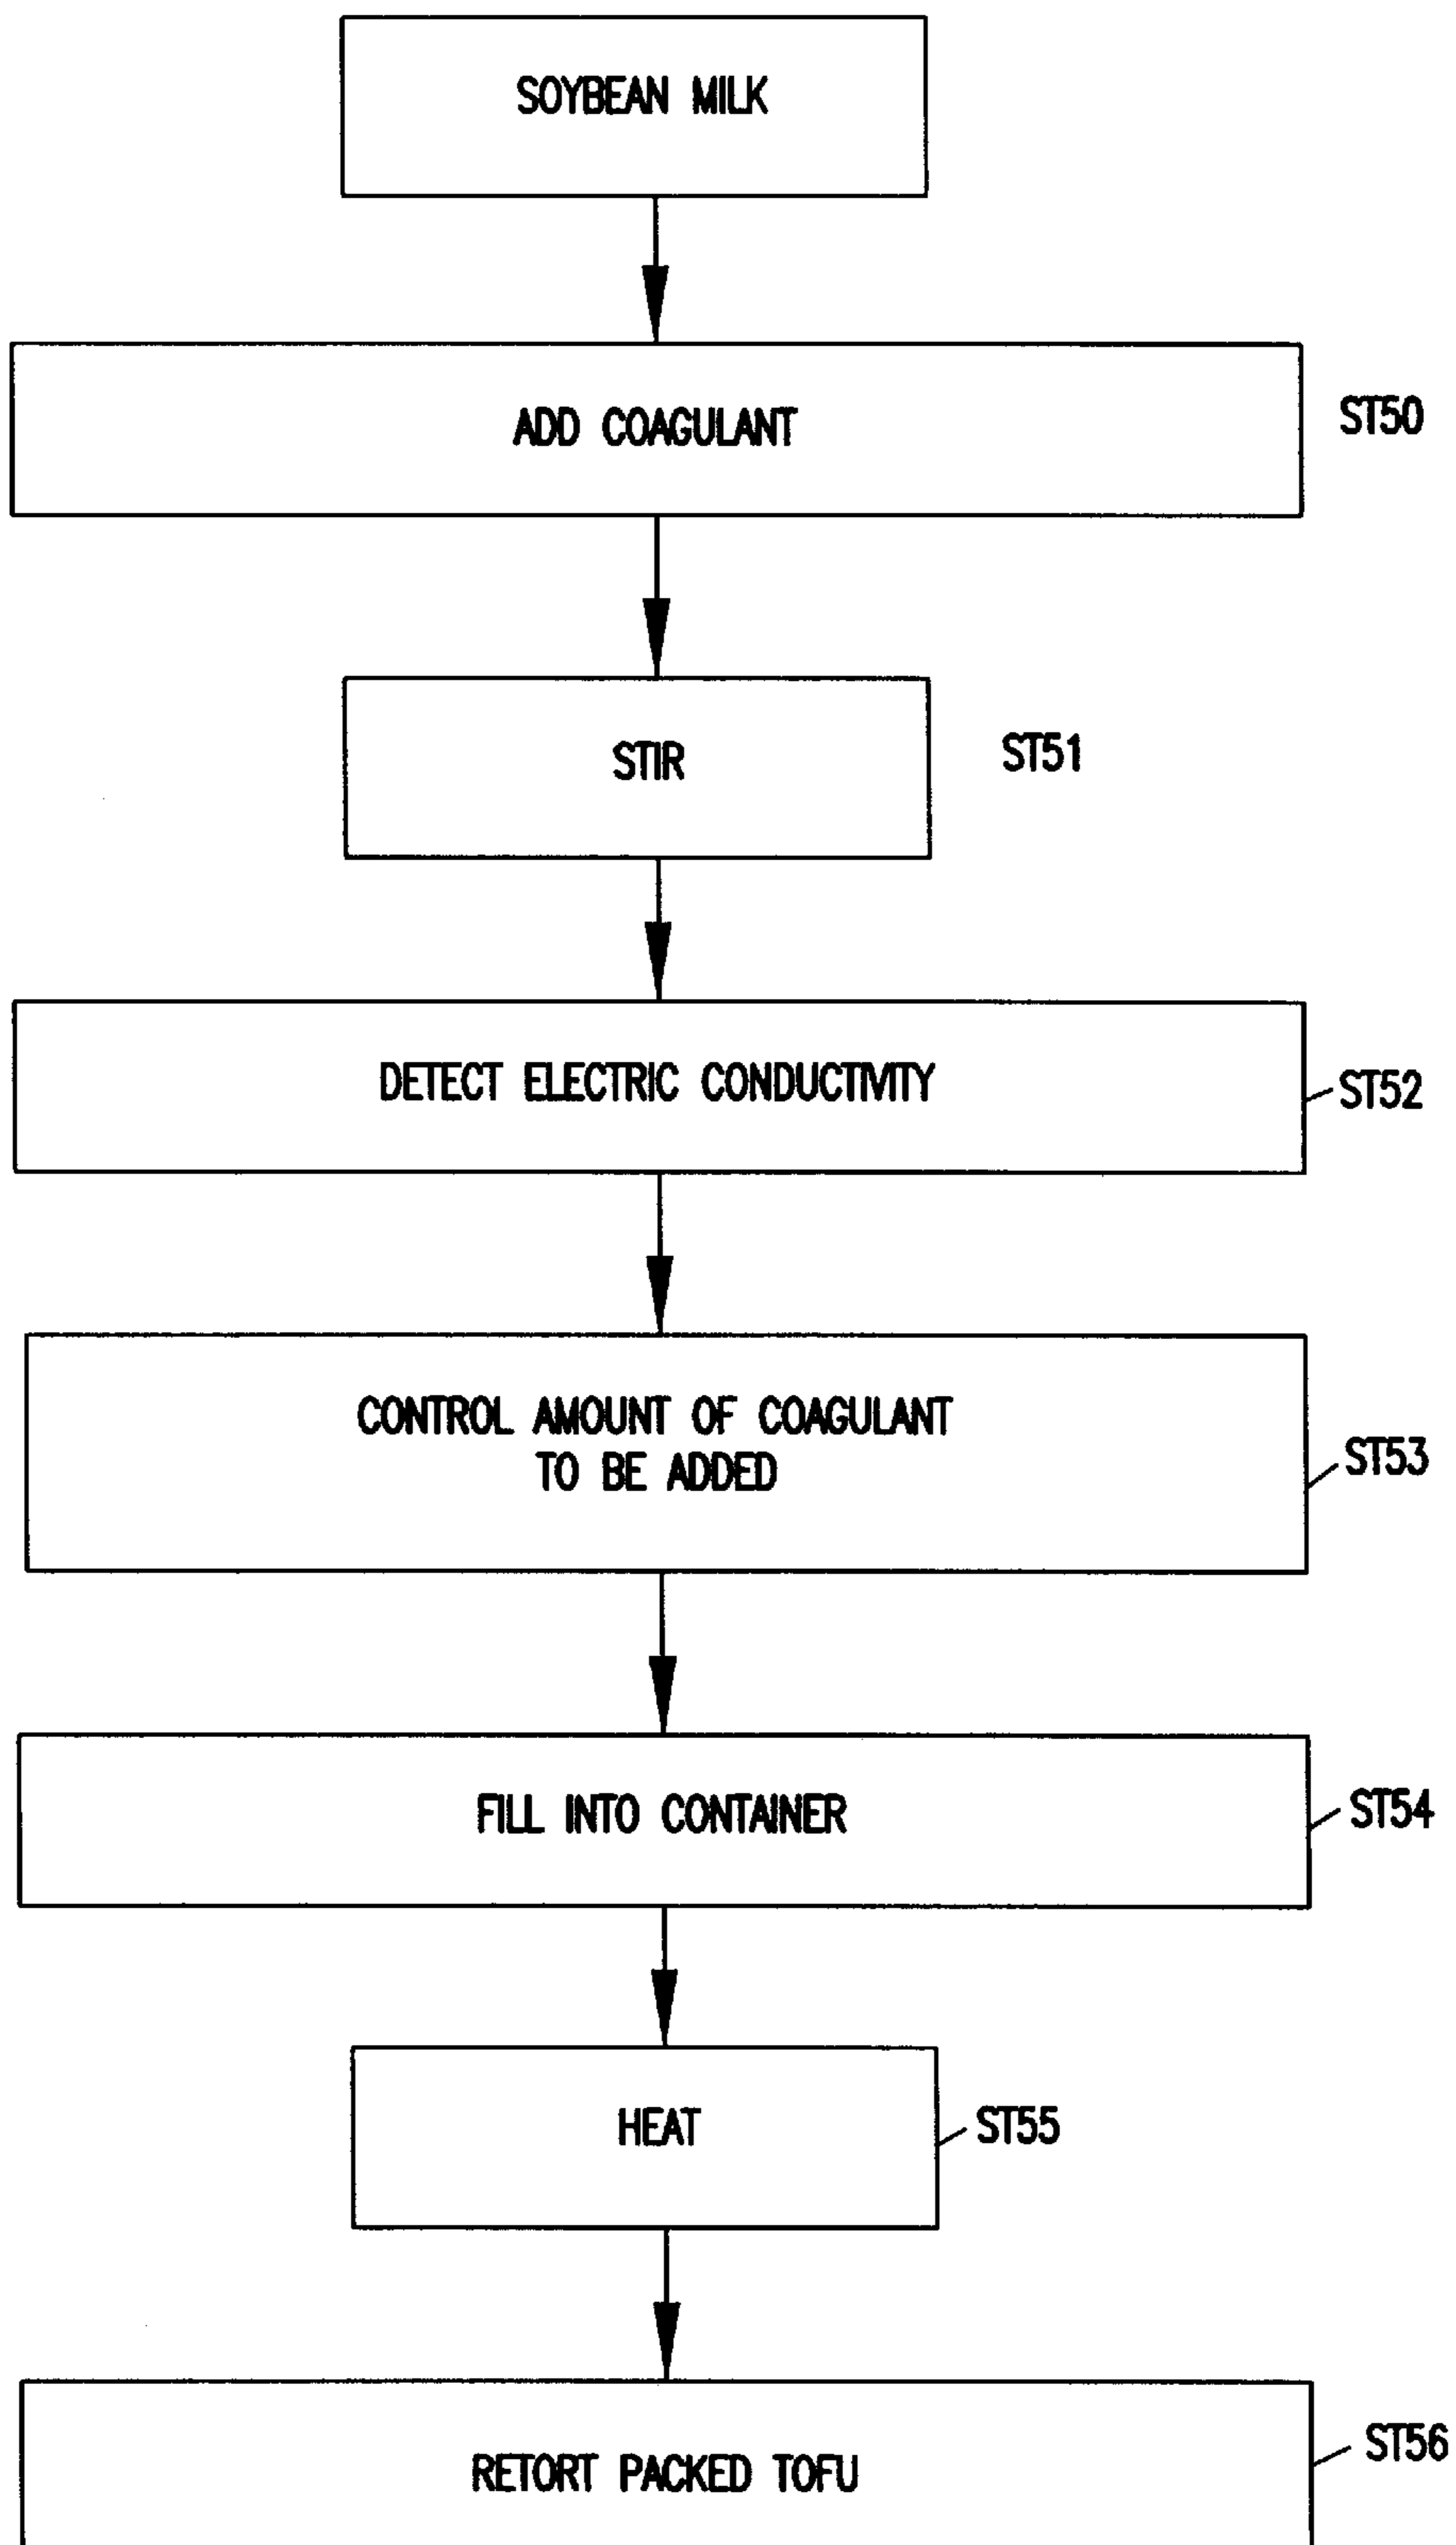 SOYBEAN MILK
ADD COAGULANT
ST50
STIR
ST51
DETECT ELECTRIC CONDUCTIVITY
ST52
CONTROL AMOUNT OF COAGULANT
TO BE ADDED
ST53
FILL INTO CONTAINER
ST54
HEAT
ST55
RETORT PACKED TOFU
ST56